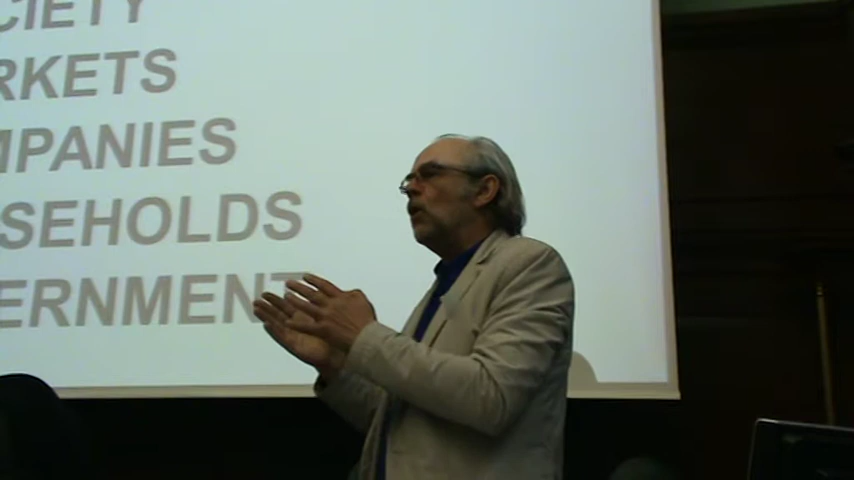 CIETY
RKETS
MPANIES
SEHOLDS
ERNMENT